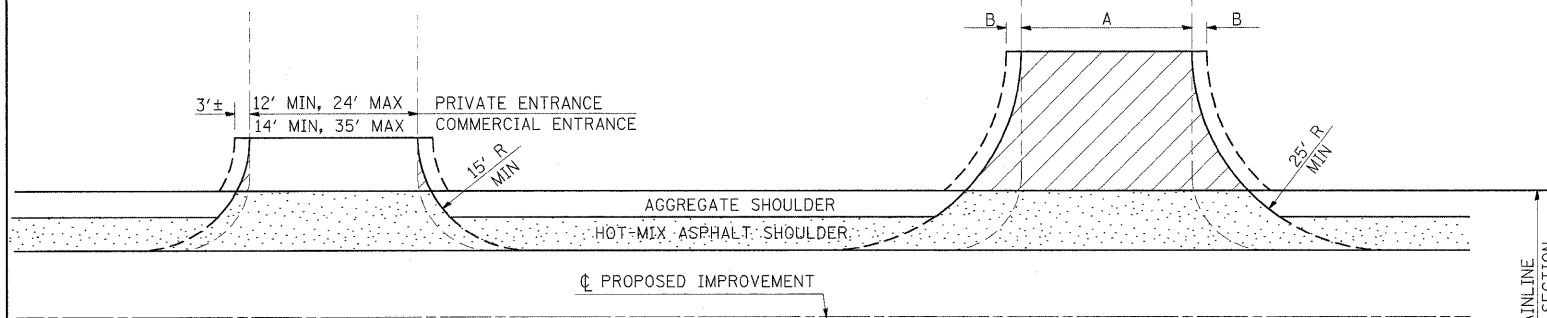 B A B
3'± 12' MIN, 24' MAX PRIVATE ENTRANCE
14' MIN, 35' MAX COMMERCIAL ENTRANCE
15' R
MIN
25' R
MIN
AGGREGATE SHOULDER
HOT-MIX ASPHALT SHOULDER
℄ PROPOSED IMPROVEMENT